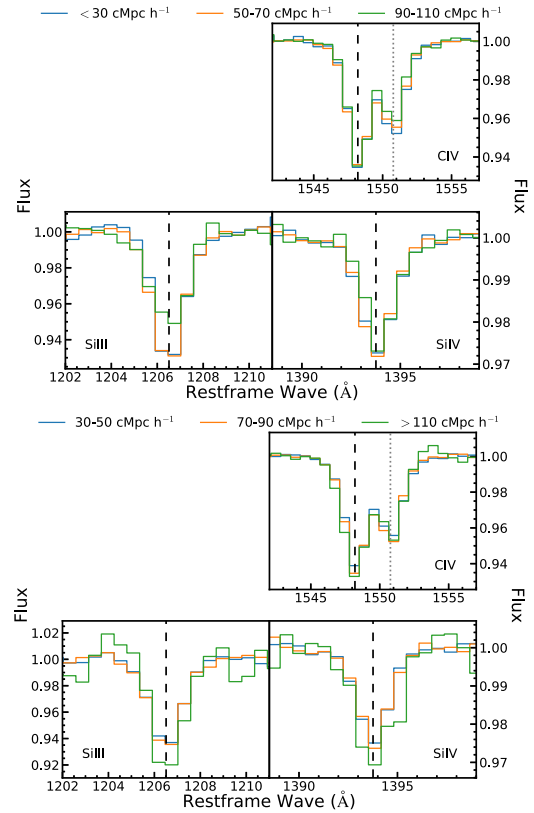 < 30 cMpc h⁻¹ 50-70 cMpc h⁻¹ 90-110 cMpc h⁻¹
1.00
0.98
0.96
0.94
CIV
1545 1550 1555
Flux
Flux
1.00
0.98
0.96
0.94
SiIII
1202 1204 1206 1208 1210
1.00
0.99
0.98
0.97
SiIV
1390 1395
Restframe Wave (Å)
30-50 cMpc h⁻¹ 70-90 cMpc h⁻¹ > 110 cMpc h⁻¹
1.00
0.98
0.96
0.94
CIV
1545 1550 1555
Flux
Flux
1.02
1.00
0.98
0.96
0.94
0.92
SiIII
1202 1204 1206 1208 1210
1.00
0.99
0.98
0.97
SiIV
1390 1395
Restframe Wave (Å)